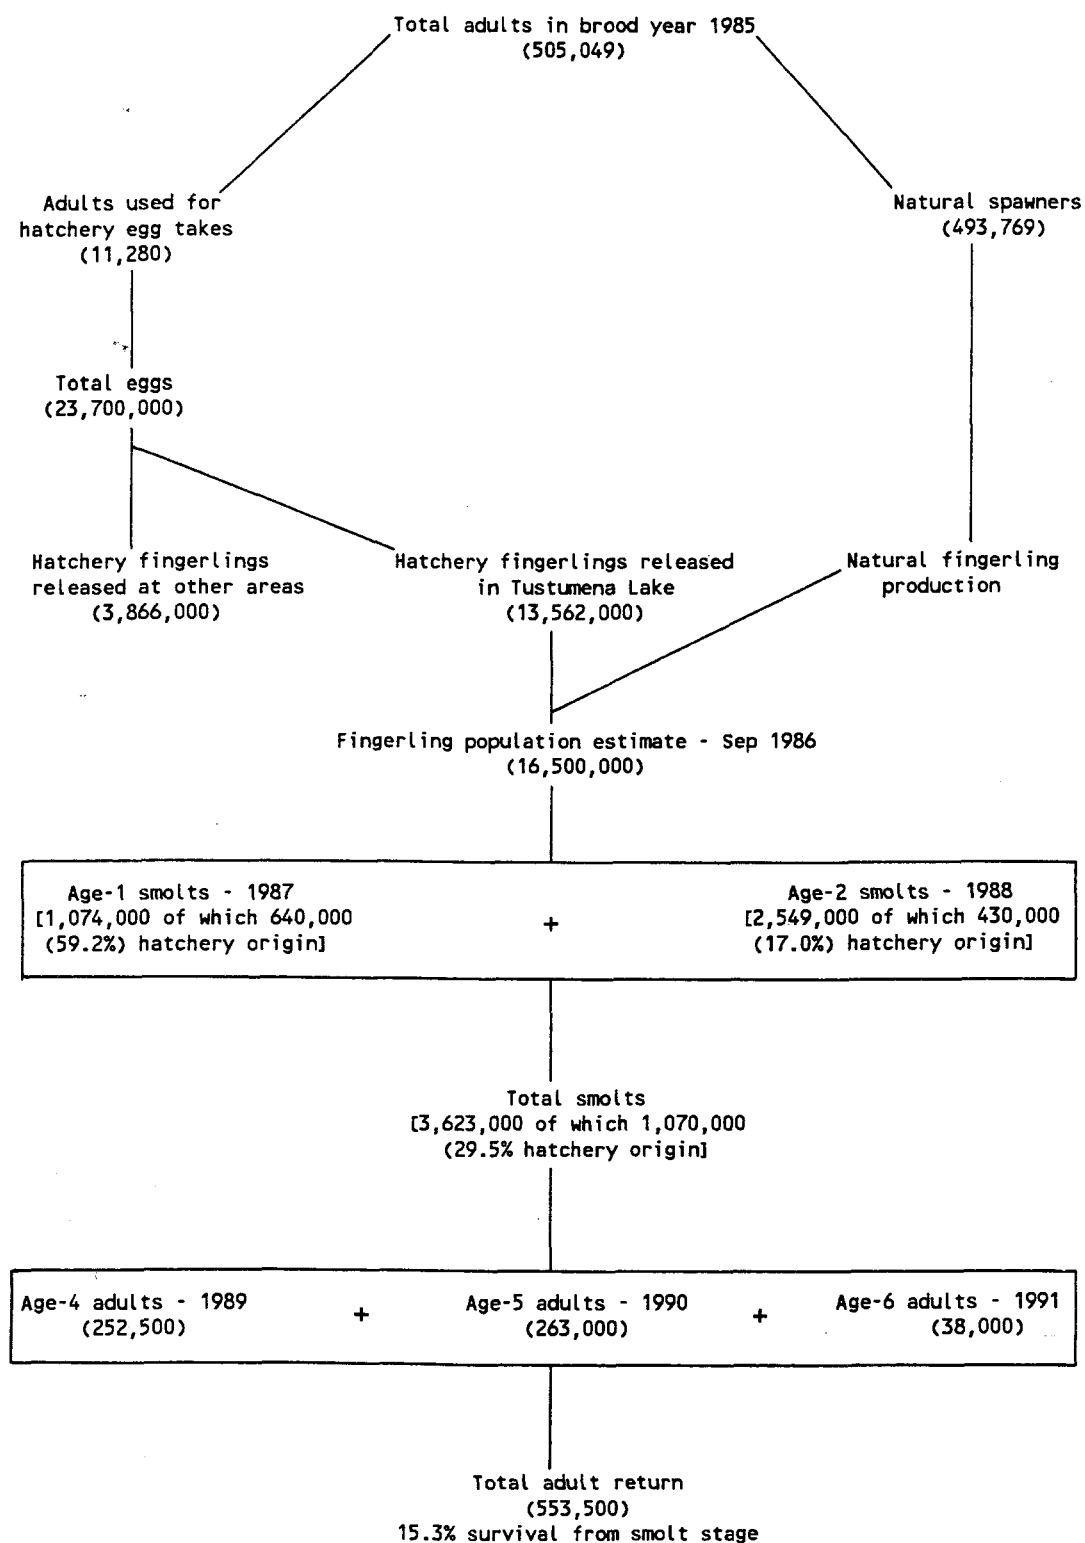 Total adults in brood year 1985
(505,049)
Adults used for
hatchery egg takes
(11,280)
Natural spawners
(493,769)
Total eggs
(23,700,000)
Hatchery fingerlings
released at other areas
(3,866,000)
Hatchery fingerlings released
in Tustumena Lake
(13,562,000)
Natural fingerling
production
Fingerling population estimate - Sep 1986
(16,500,000)
Age-1 smolts - 1987
[1,074,000 of which 640,000
(59.2%) hatchery origin]
+
Age-2 smolts - 1988
[2,549,000 of which 430,000
(17.0%) hatchery origin]
Total smolts
[3,623,000 of which 1,070,000
(29.5% hatchery origin]
Age-4 adults - 1989
(252,500)
+
Age-5 adults - 1990
(263,000)
+
Age-6 adults - 1991
(38,000)
Total adult return
(553,500)
15.3% survival from smolt stage